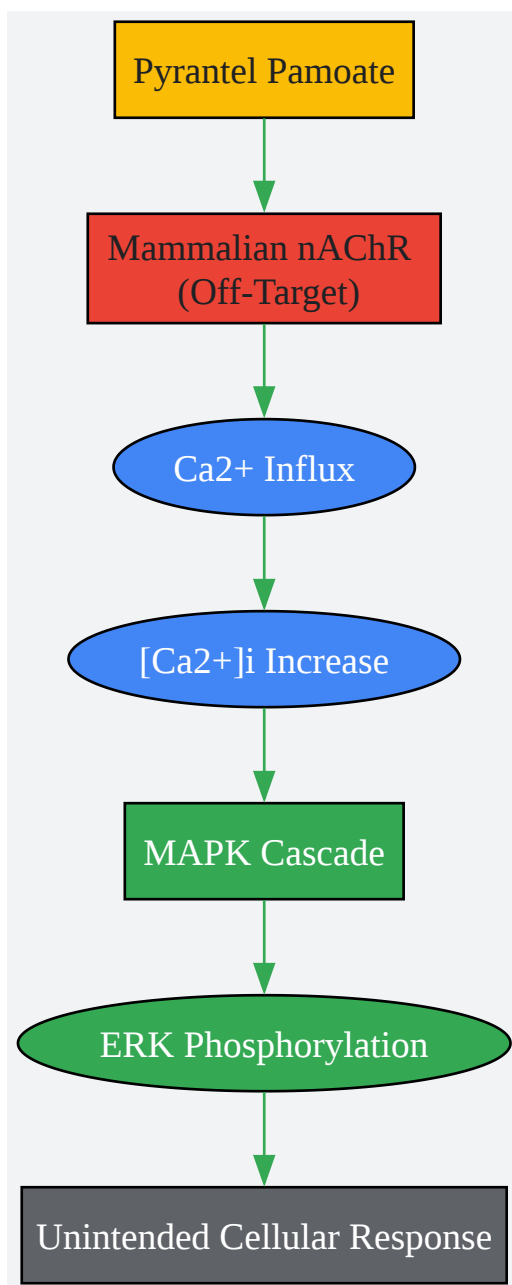 Pyrantel Pamoate
Mammalian nAChR
(Off-Target)
Ca2+ Influx
[Ca2+]i Increase
MAPK Cascade
ERK Phosphorylation
Unintended Cellular Response